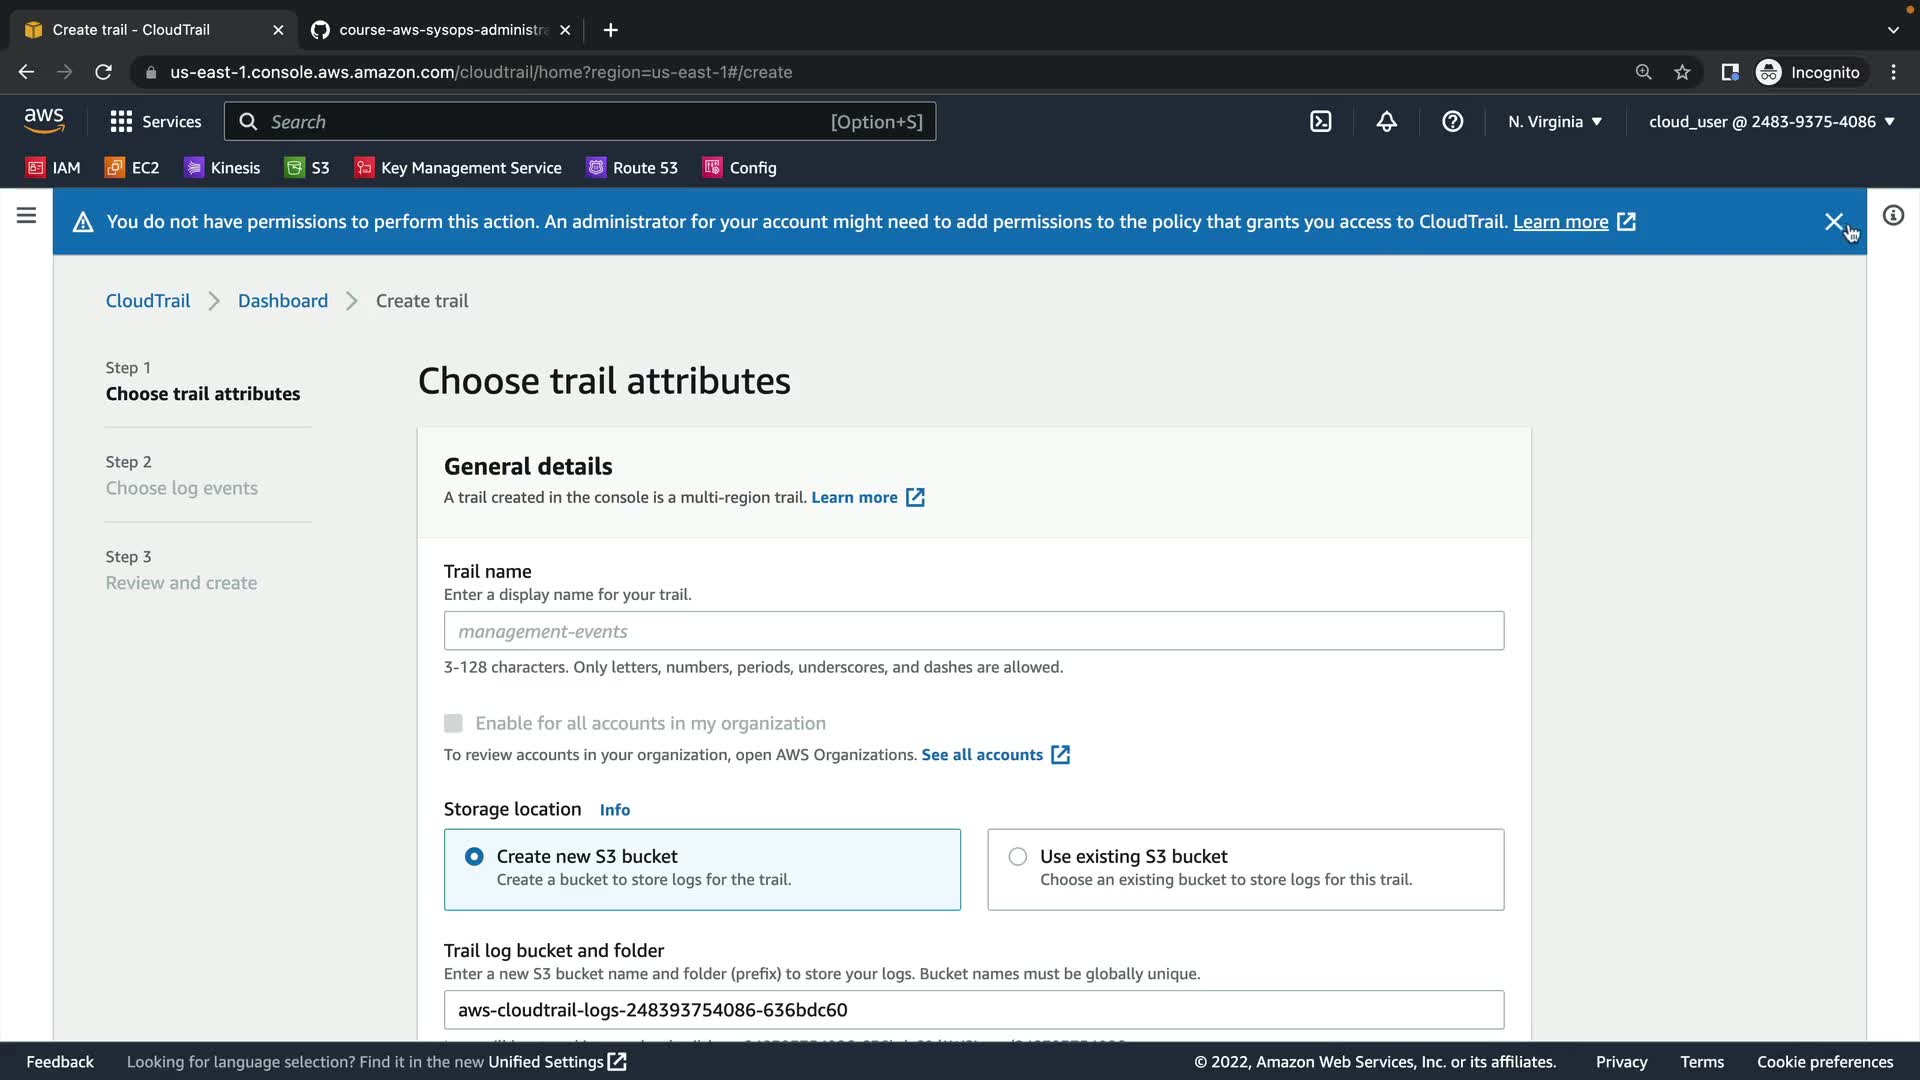 Create trail - CloudTrail
course-aws-sysops-administra
us-east-1.console.aws.amazon.com/cloudtrail/home?region=us-east-1#/create
Incognito
aws
Services
Search
[Option+S]
N. Virginia
cloud_user @ 2483-9375-4086
IAM
EC2
Kinesis
S3
Key Management Service
Route 53
Config
You do not have permissions to perform this action. An administrator for your account might need to add permissions to the policy that grants you access to CloudTrail. Learn more
CloudTrail
Dashboard
Create trail
Step 1
Choose trail attributes
Step 2
Choose log events
Step 3
Review and create
Choose trail attributes
General details
A trail created in the console is a multi-region trail. Learn more
Trail name
Enter a display name for your trail.
management-events
3-128 characters. Only letters, numbers, periods, underscores, and dashes are allowed.
Enable for all accounts in my organization
To review accounts in your organization, open AWS Organizations. See all accounts
Storage location Info
Create new S3 bucket
Create a bucket to store logs for the trail.
Use existing S3 bucket
Choose an existing bucket to store logs for this trail.
Trail log bucket and folder
Enter a new S3 bucket name and folder (prefix) to store your logs. Bucket names must be globally unique.
aws-cloudtrail-logs-248393754086-636bdc60
Feedback
Looking for language selection? Find it in the new Unified Settings
© 2022, Amazon Web Services, Inc. or its affiliates.
Privacy
Terms
Cookie preferences